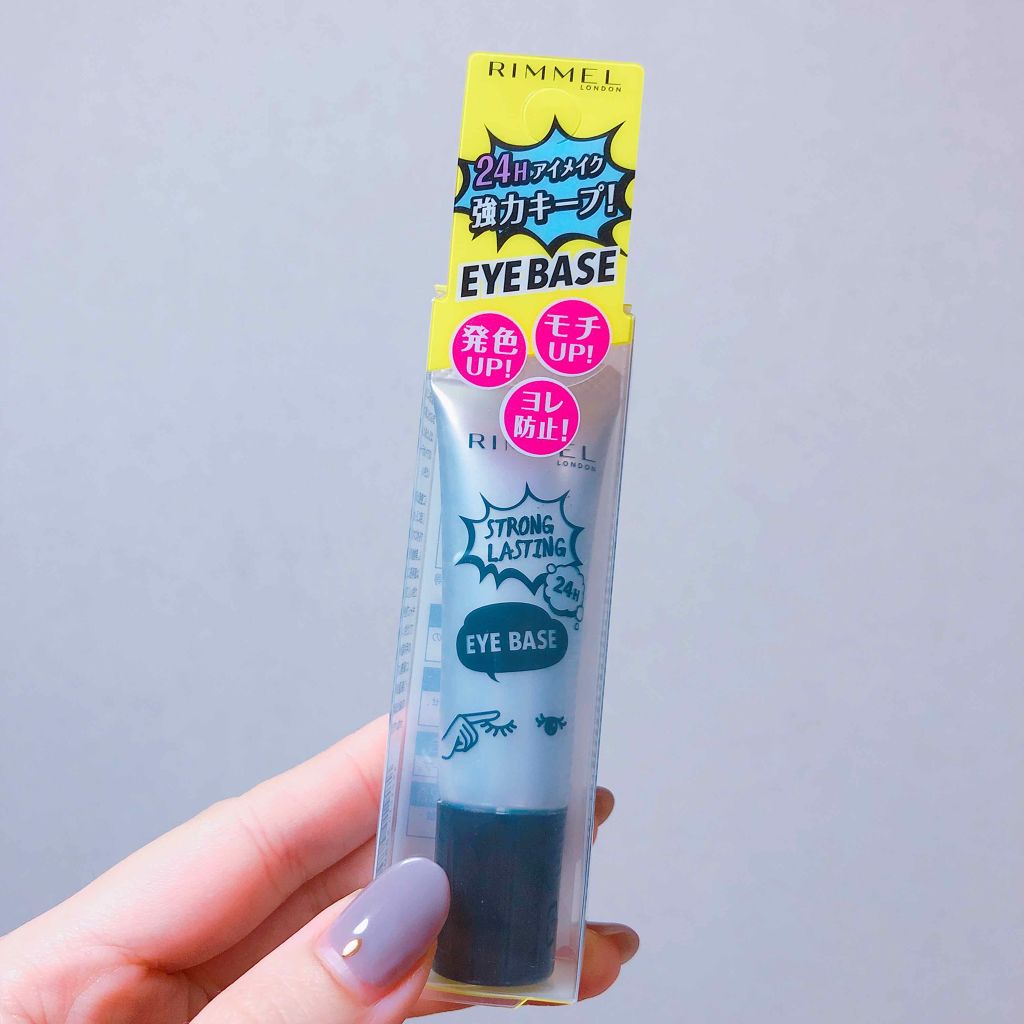 RIMMEL
LONDON
24Hアイメイク
強力キープ!
EYE BASE
発色
UP!
モチ
UP!
ヨレ
防止!
RIMMEL
LONDON
STRONG
LASTING
24H
EYE BASE